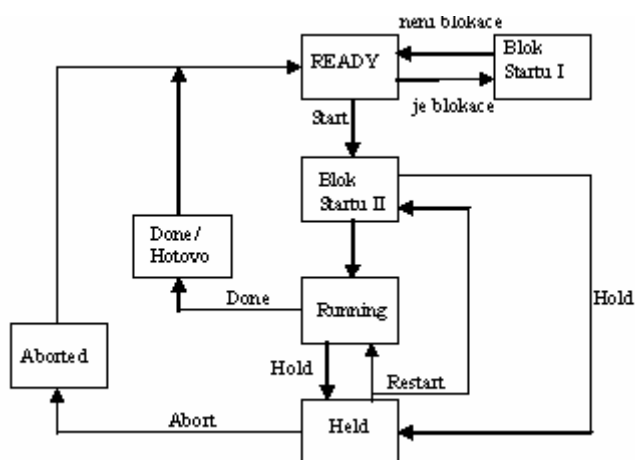 není blokace
READY
Blok
Startu I
je blokace
Start
Blok
Startu II
Done/
Hotovo
Done
Running
Hold
Aborted
Hold
Restart
Abort
Held